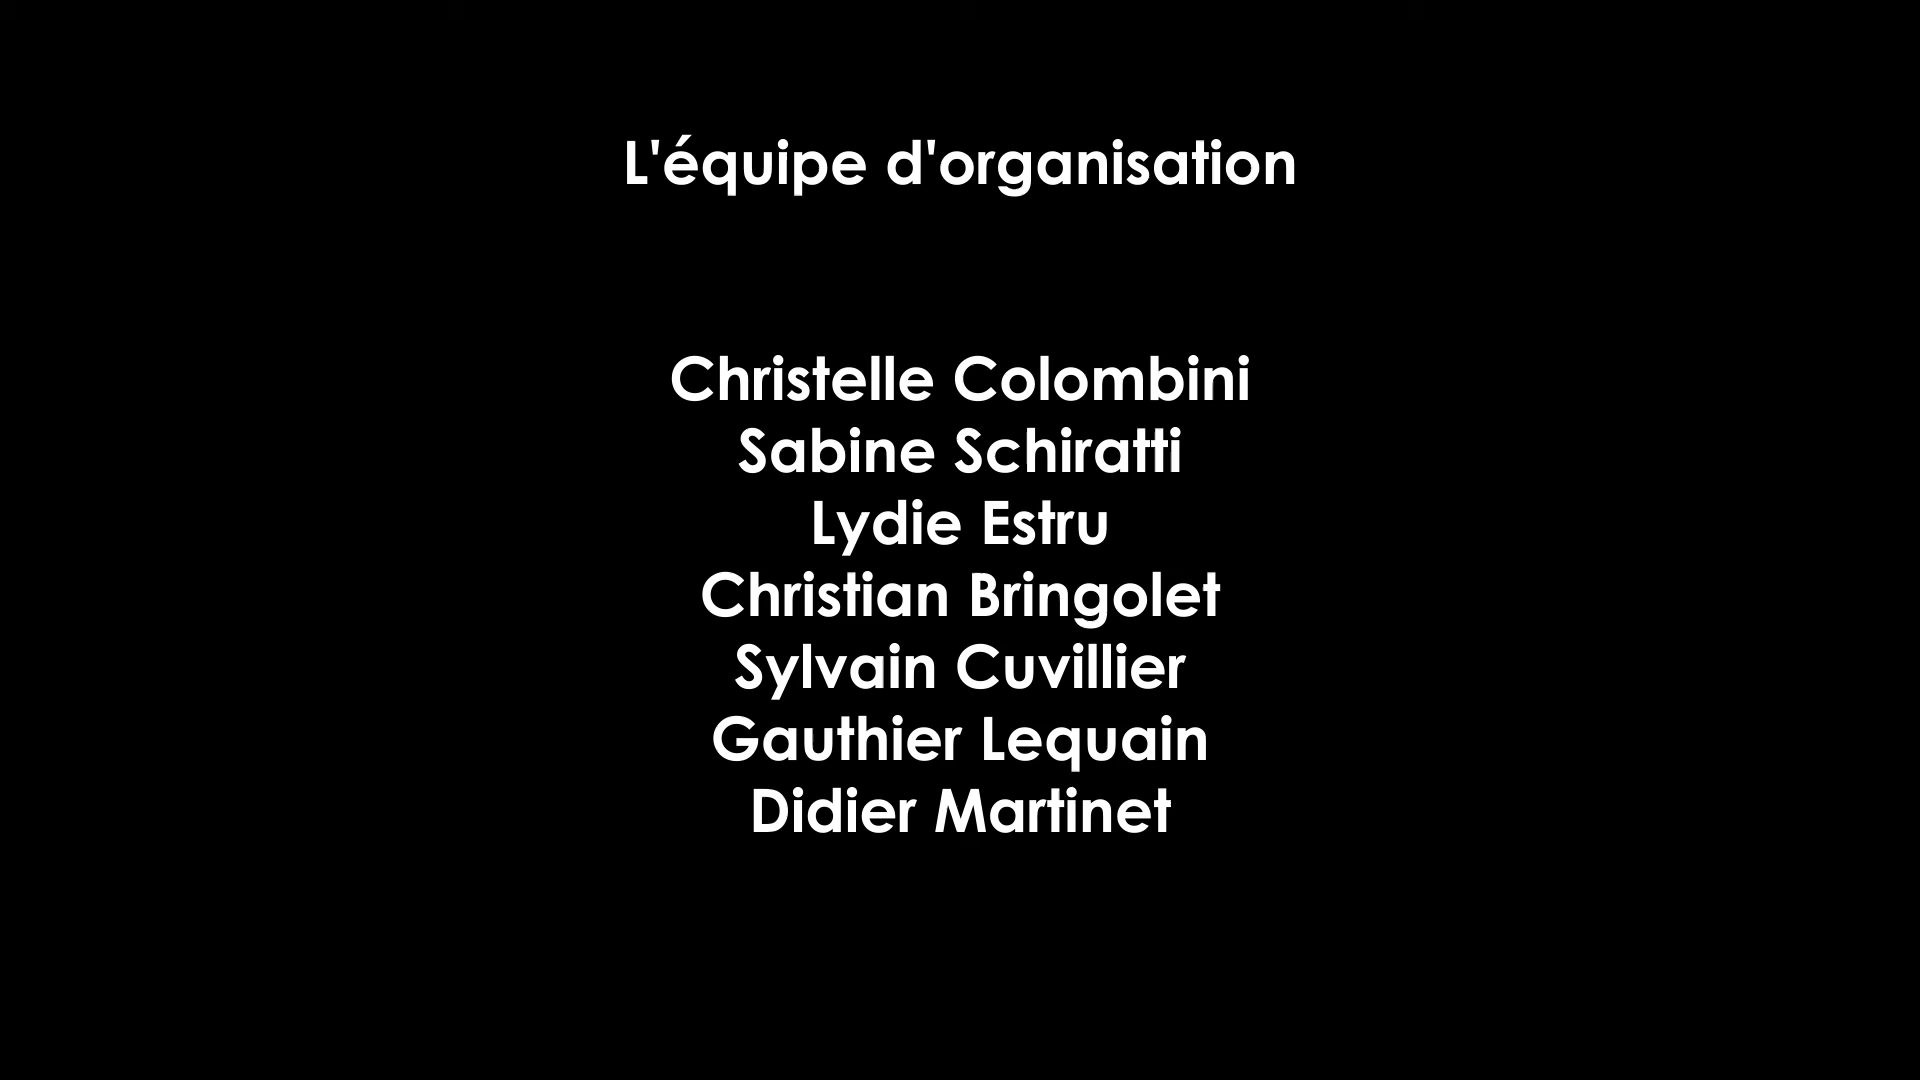 L'équipe d'organisation
Christelle Colombini
Sabine Schiratti
Lydie Estru
Christian Bringolet
Sylvain Cuvillier
Gauthier Lequain
Didier Martinet